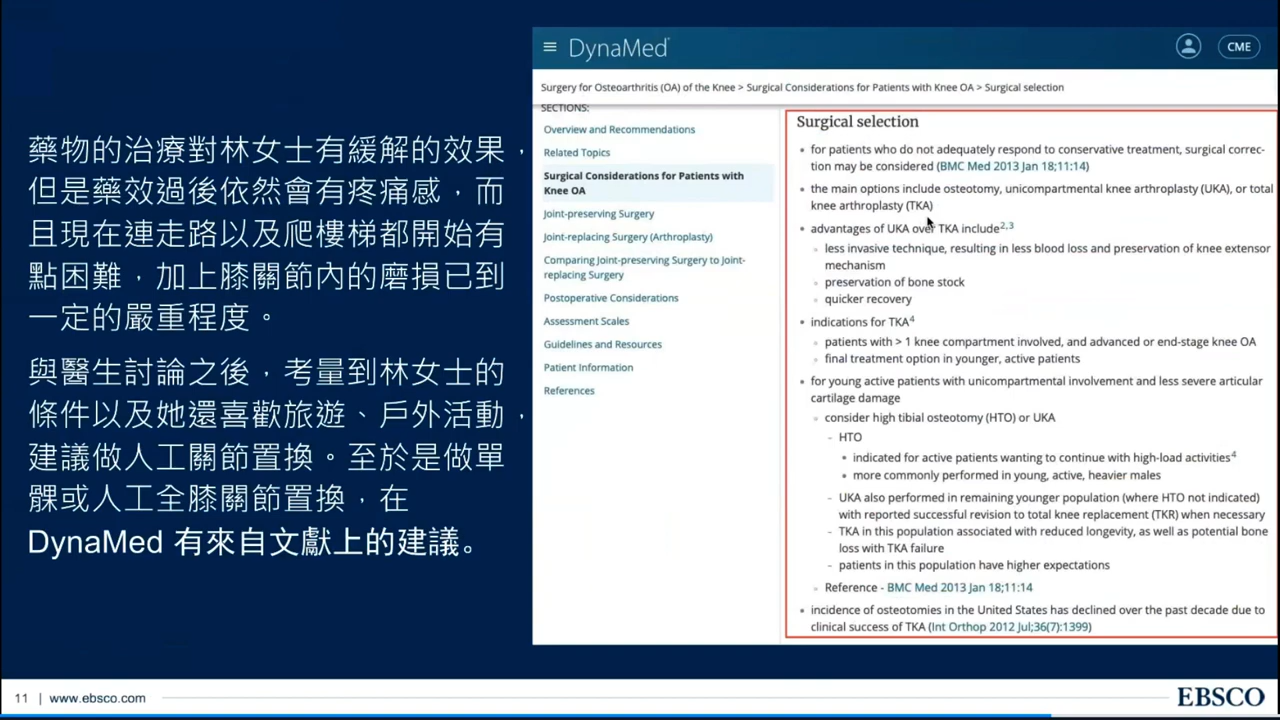 藥物的治療對林女士有緩解的效果，
但是藥效過後依然會有疼痛感，而
且現在連走路以及爬樓梯都開始有
點困難，加上膝關節內的磨損已到
一定的嚴重程度。
與醫生討論之後，考量到林女士的
條件以及她還喜歡旅遊、戶外活動，
建議做人工關節置換。至於是做單
髁或人工全膝關節置換，在
DynaMed 有來自文獻上的建議。
DynaMed
CME
Surgery for Osteoarthritis (OA) of the Knee > Surgical Considerations for Patients with Knee OA > Surgical selection
SECTIONS:
Overview and Recommendations
Related Topics
Surgical Considerations for Patients with
Knee OA
Joint-preserving Surgery
Joint-replacing Surgery (Arthroplasty)
Comparing Joint-preserving Surgery to Joint-
replacing Surgery
Postoperative Considerations
Assessment Scales
Guidelines and Resources
Patient Information
References
Surgical selection
• for patients who do not adequately respond to conservative treatment, surgical correc-
tion may be considered (BMC Med 2013 Jan 18;11:14)
• the main options include osteotomy, unicompartmental knee arthroplasty (UKA), or total
knee arthroplasty (TKA)
• advantages of UKA over TKA include2,3
less invasive technique, resulting in less blood loss and preservation of knee extensor
mechanism
preservation of bone stock
quicker recovery
• indications for TKA4
patients with > 1 knee compartment involved, and advanced or end-stage knee OA
final treatment option in younger, active patients
• for young active patients with unicompartmental involvement and less severe articular
cartilage damage
consider high tibial osteotomy (HTO) or UKA
- HTO
• indicated for active patients wanting to continue with high-load activities4
• more commonly performed in young, active, heavier males
- UKA also performed in remaining younger population (where HTO not indicated)
with reported successful revision to total knee replacement (TKR) when necessary
- TKA in this population associated with reduced longevity, as well as potential bone
loss with TKA failure
- patients in this population have higher expectations
Reference - BMC Med 2013 Jan 18;11:14
• incidence of osteotomies in the United States has declined over the past decade due to
clinical success of TKA (Int Orthop 2012 Jul;36(7):1399)
11 | www.ebsco.com
EBSCO